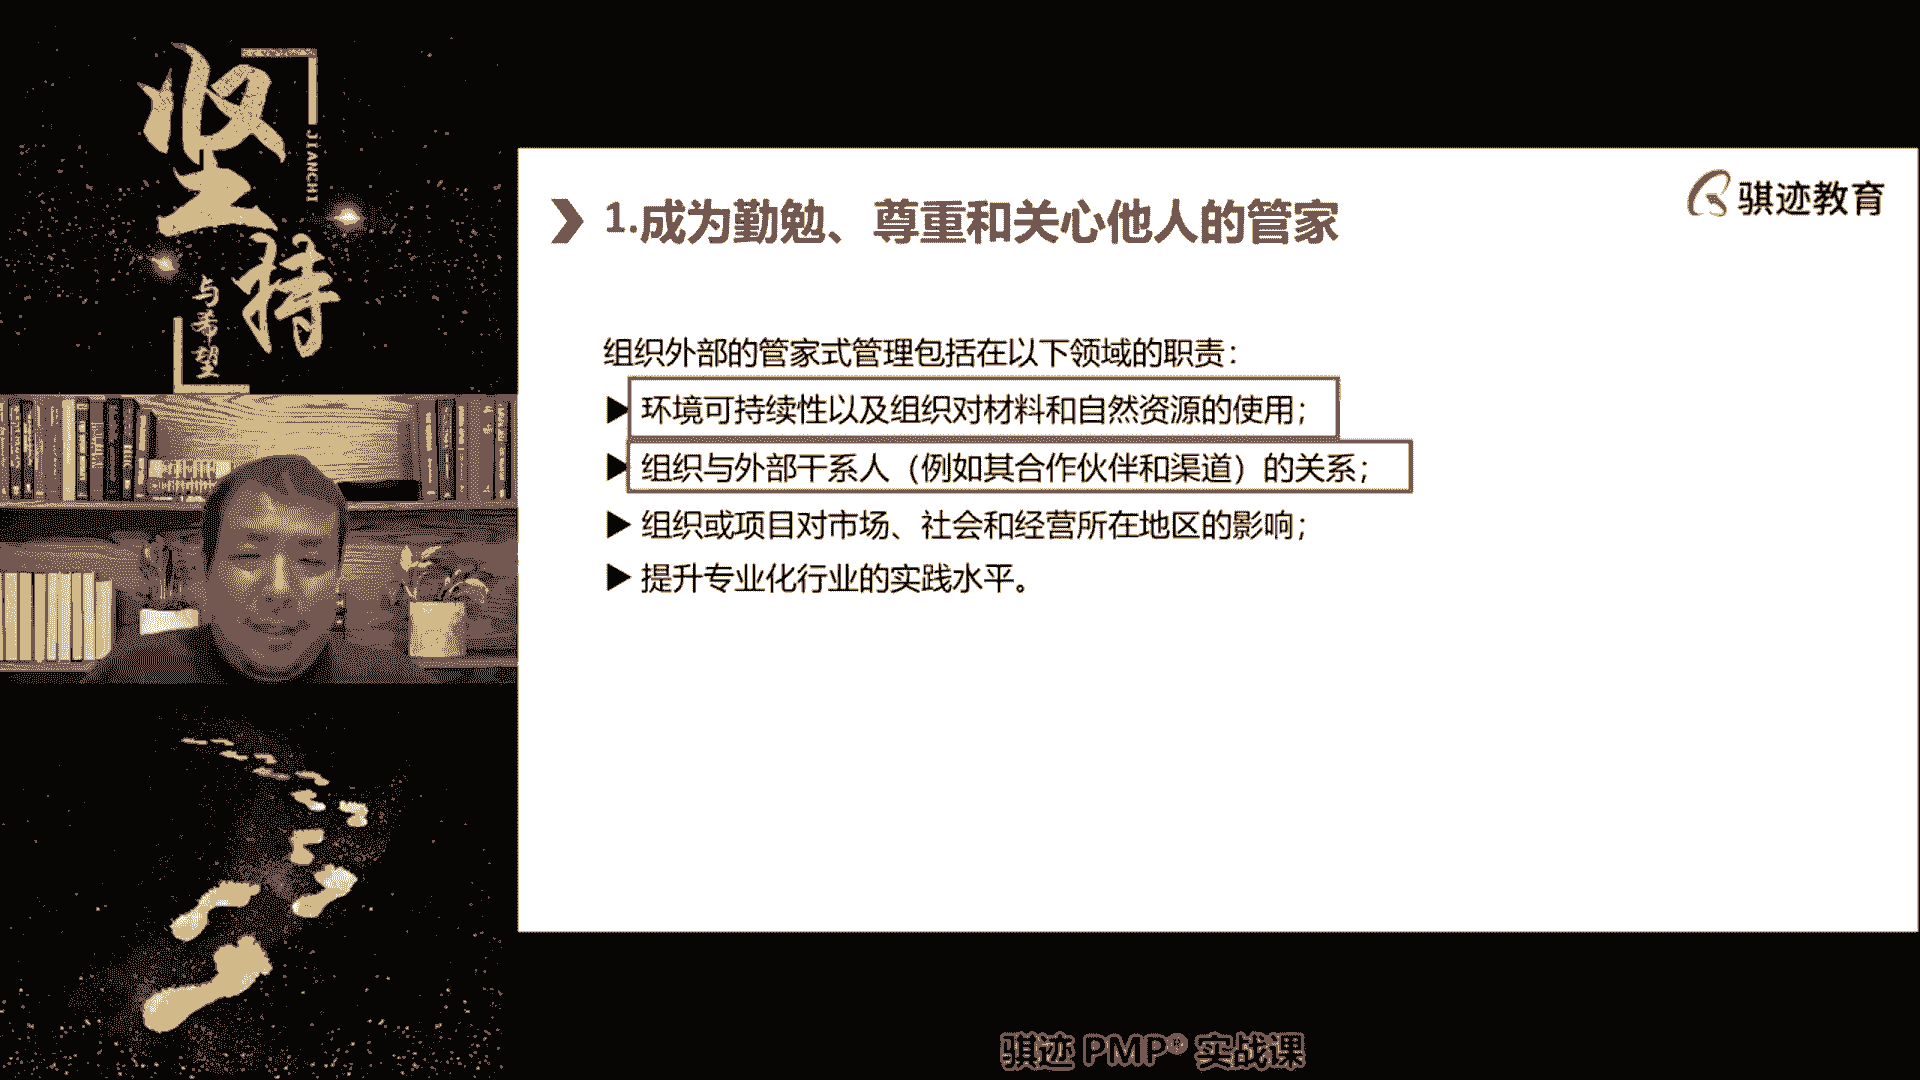 坚持
JIANCHI
与希望
骐迹教育
1.成为勤勉、尊重和关心他人的管家
组织外部的管家式管理包括在以下领域的职责：
▶环境可持续性以及组织对材料和自然资源的使用；
▶组织与外部干系人（例如其合作伙伴和渠道）的关系；
▶组织或项目对市场、社会和经营所在地区的影响；
▶提升专业化行业的实践水平。
骐迹 PMP® 实战课